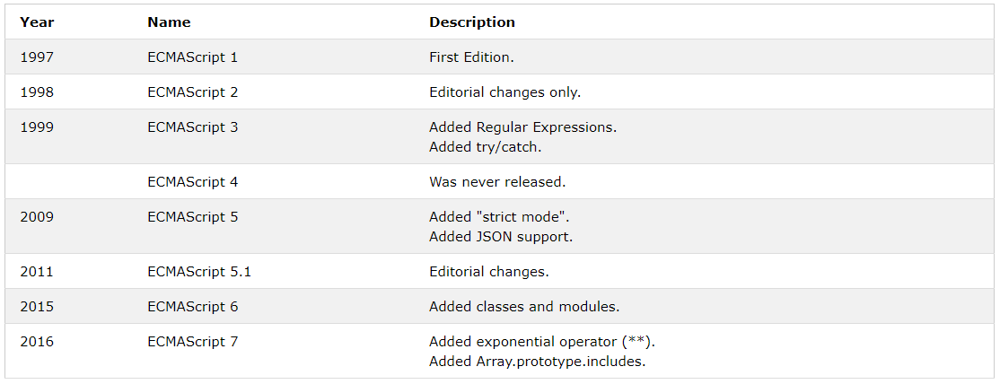 Year Name Description
1997 ECMAScript 1 First Edition.
1998 ECMAScript 2 Editorial changes only.
1999 ECMAScript 3 Added Regular Expressions.
Added try/catch.
ECMAScript 4 Was never released.
2009 ECMAScript 5 Added "strict mode".
Added JSON support.
2011 ECMAScript 5.1 Editorial changes.
2015 ECMAScript 6 Added classes and modules.
2016 ECMAScript 7 Added exponential operator (**).
Added Array.prototype.includes.